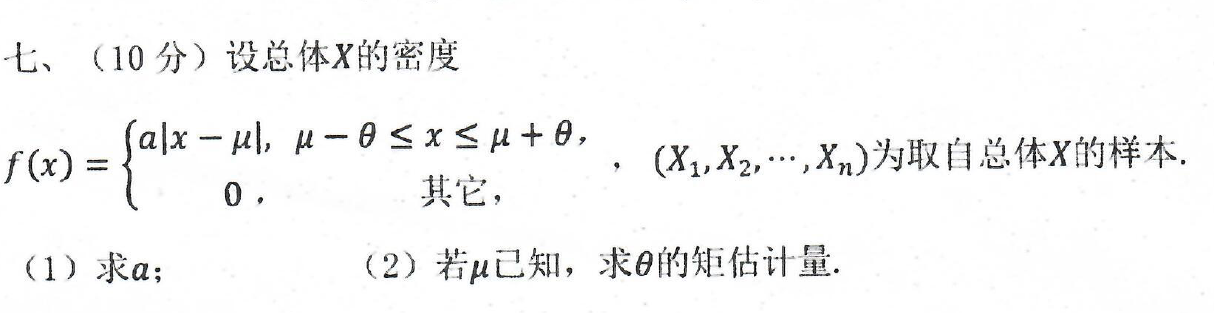 七、（10 分）设总体X的密度
f(x) = { a|x − μ|, μ − θ ≤ x ≤ μ + θ,
0 , 其它,
, (X₁,X₂,⋯,Xₙ)为取自总体X的样本.
（1）求a; （2）若μ已知，求θ的矩估计量.